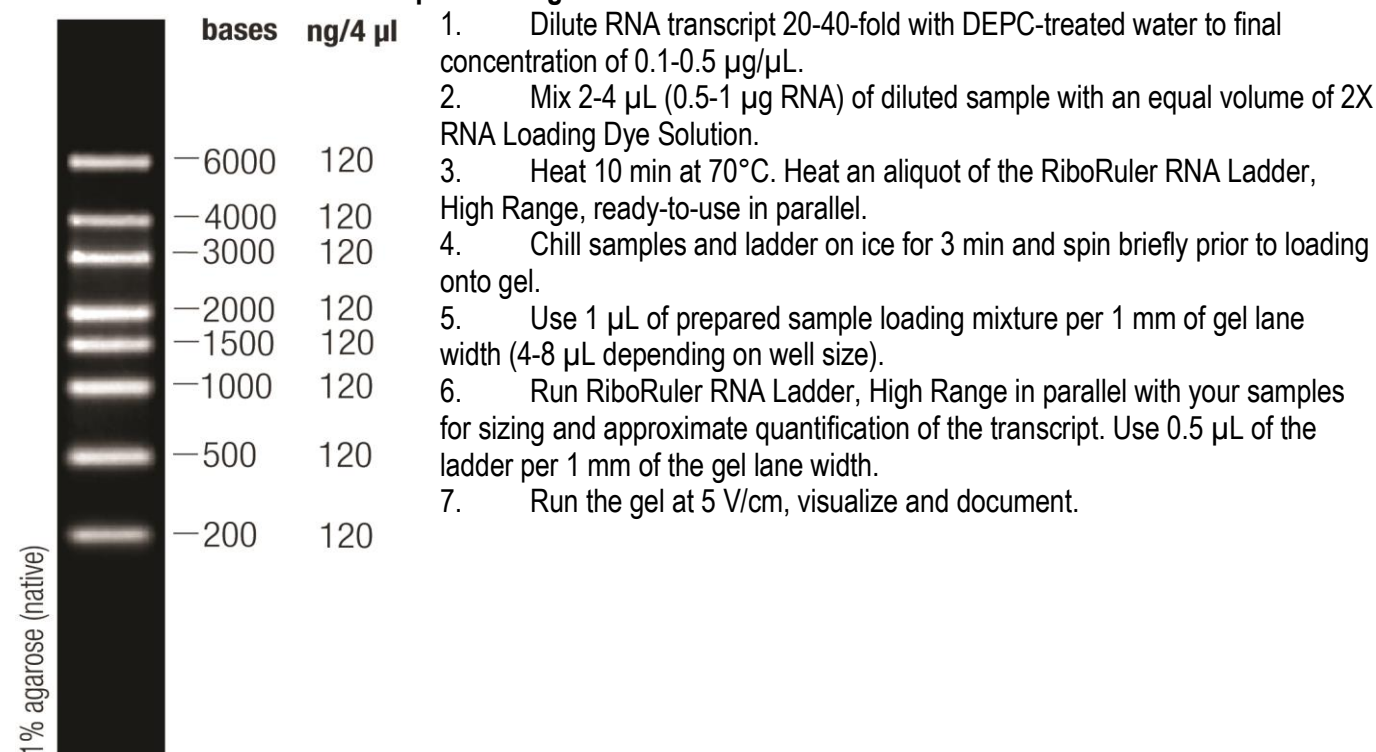 bases ng/4 µl
6000 120
4000 120
3000 120
2000 120
1500 120
1000 120
500 120
200 120
1% agarose (native)
1. Dilute RNA transcript 20-40-fold with DEPC-treated water to final
concentration of 0.1-0.5 µg/µL.
2. Mix 2-4 µL (0.5-1 µg RNA) of diluted sample with an equal volume of 2X
RNA Loading Dye Solution.
3. Heat 10 min at 70°C. Heat an aliquot of the RiboRuler RNA Ladder,
High Range, ready-to-use in parallel.
4. Chill samples and ladder on ice for 3 min and spin briefly prior to loading
onto gel.
5. Use 1 µL of prepared sample loading mixture per 1 mm of gel lane
width (4-8 µL depending on well size).
6. Run RiboRuler RNA Ladder, High Range in parallel with your samples
for sizing and approximate quantification of the transcript. Use 0.5 µL of the
ladder per 1 mm of the gel lane width.
7. Run the gel at 5 V/cm, visualize and document.